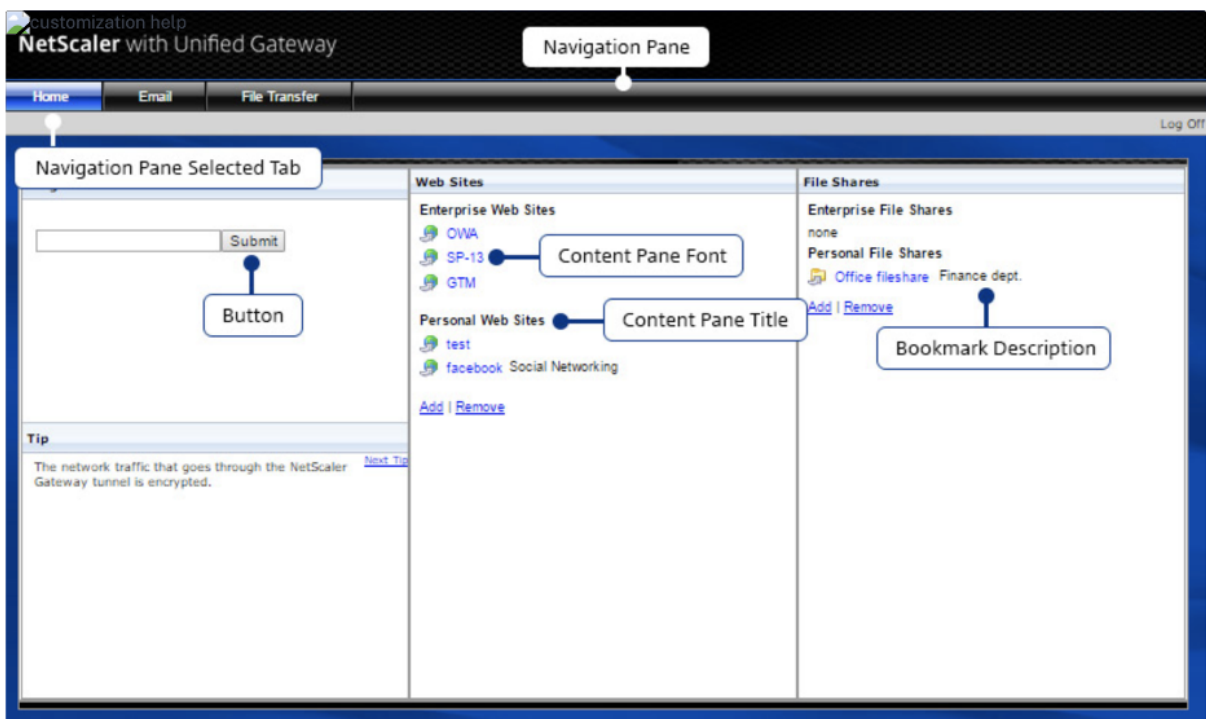 customization help
NetScaler with Unified Gateway
Navigation Pane
Home Email File Transfer
Log Off
Navigation Pane Selected Tab
Submit
Button
Tip
Next Tip
The network traffic that goes through the NetScaler
Gateway tunnel is encrypted.
Web Sites
Enterprise Web Sites
OWA
SP-13
Content Pane Font
GTM
Personal Web Sites
Content Pane Title
test
facebook Social Networking
Add | Remove
File Shares
Enterprise File Shares
none
Personal File Shares
Office fileshare Finance dept.
Add | Remove
Bookmark Description